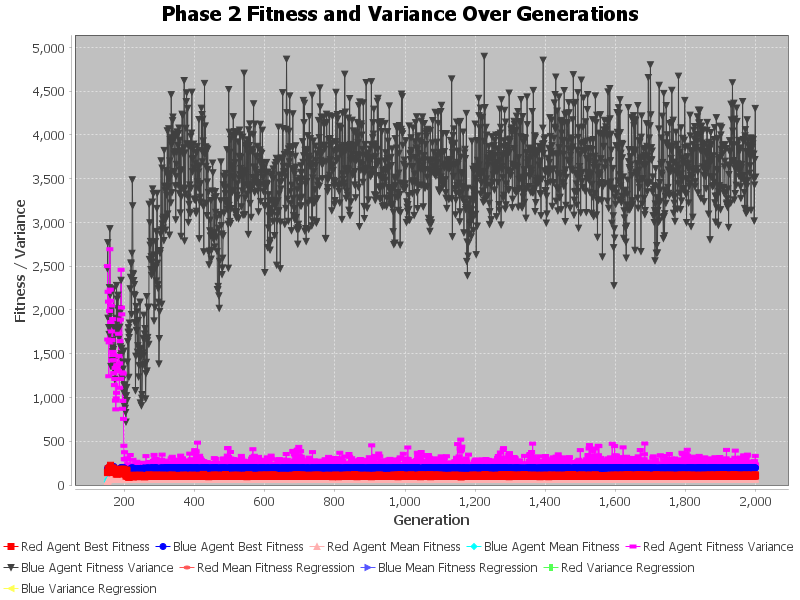 Phase 2 Fitness and Variance Over Generations
5,000
4,500
4,000
3,500
3,000
2,500
2,000
1,500
1,000
500
0
Fitness / Variance
200 400 600 800 1,000 1,200 1,400 1,600 1,800 2,000
Generation
Red Agent Best Fitness Blue Agent Best Fitness Red Agent Mean Fitness Blue Agent Mean Fitness Red Agent Fitness Variance
Blue Agent Fitness Variance Red Mean Fitness Regression Blue Mean Fitness Regression Red Variance Regression
Blue Variance Regression